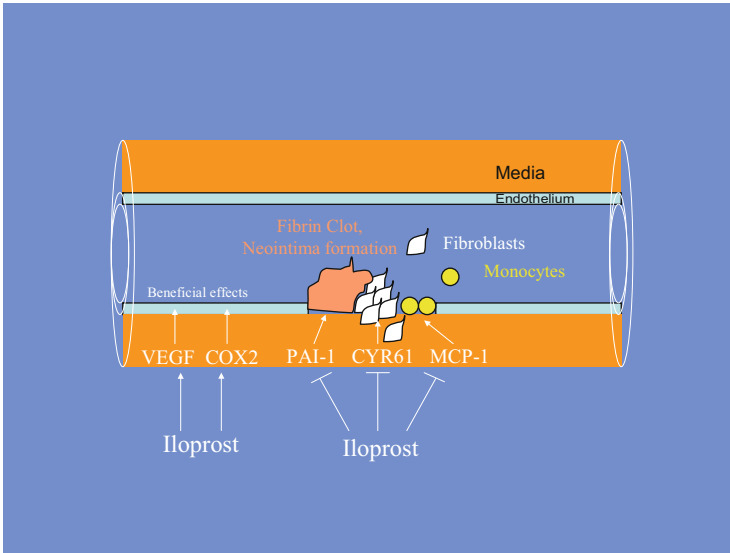 Media
Endothelium
Fibrin Clot,
Neointima formation
Fibroblasts
Monocytes
Beneficial effects
VEGF COX2 PAI-1 CYR61 MCP-1
Iloprost Iloprost